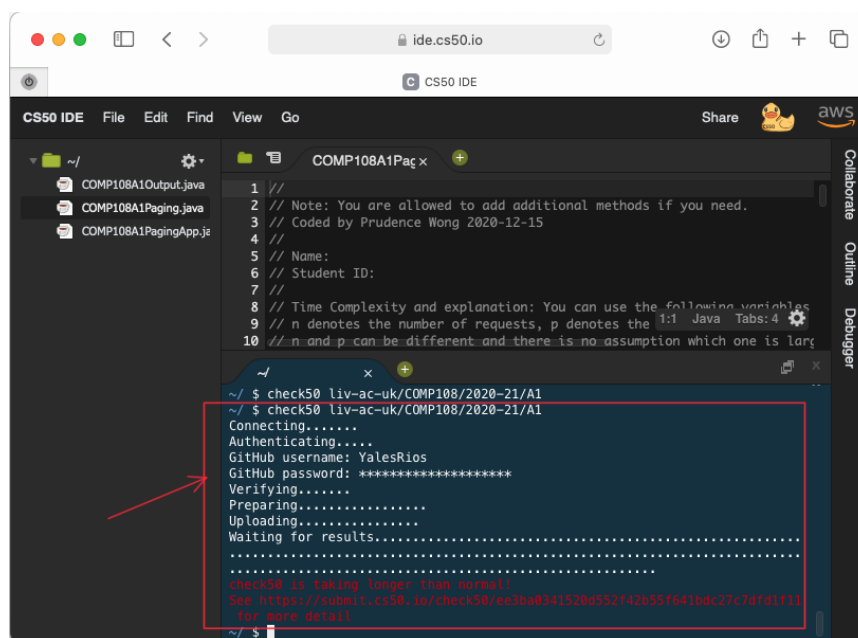 ide.cs50.io
CS50 IDE
CS50 IDE File Edit Find View Go Share aws
~/
COMP108A1Output.java
COMP108A1Paging.java
COMP108A1PagingApp.ja
COMP108A1Pag
1 //
2 // Note: You are allowed to add additional methods if you need.
3 // Coded by Prudence Wong 2020-12-15
4 //
5 // Name:
6 // Student ID:
7 //
8 // Time Complexity and explanation: You can use the following variables
9 // n denotes the number of requests, p denotes the
10 // n and p can be different and there is no assumption which one is larg
1:1 Java Tabs: 4
Collaborate
Outline
Debugger
~/
~/ $ check50 liv-ac-uk/COMP108/2020-21/A1
~/ $ check50 liv-ac-uk/COMP108/2020-21/A1
Connecting.......
Authenticating.....
GitHub username: YalesRios
GitHub password: ********************
Verifying.......
Preparing.................
Uploading................
Waiting for results....................................................
.......................................................................
.....................................................
check50 is taking longer than normal!
See https://submit.cs50.io/check50/ee3ba0341520d552f42b55f641bdc27c7dfd1f11
for more detail
~/ $